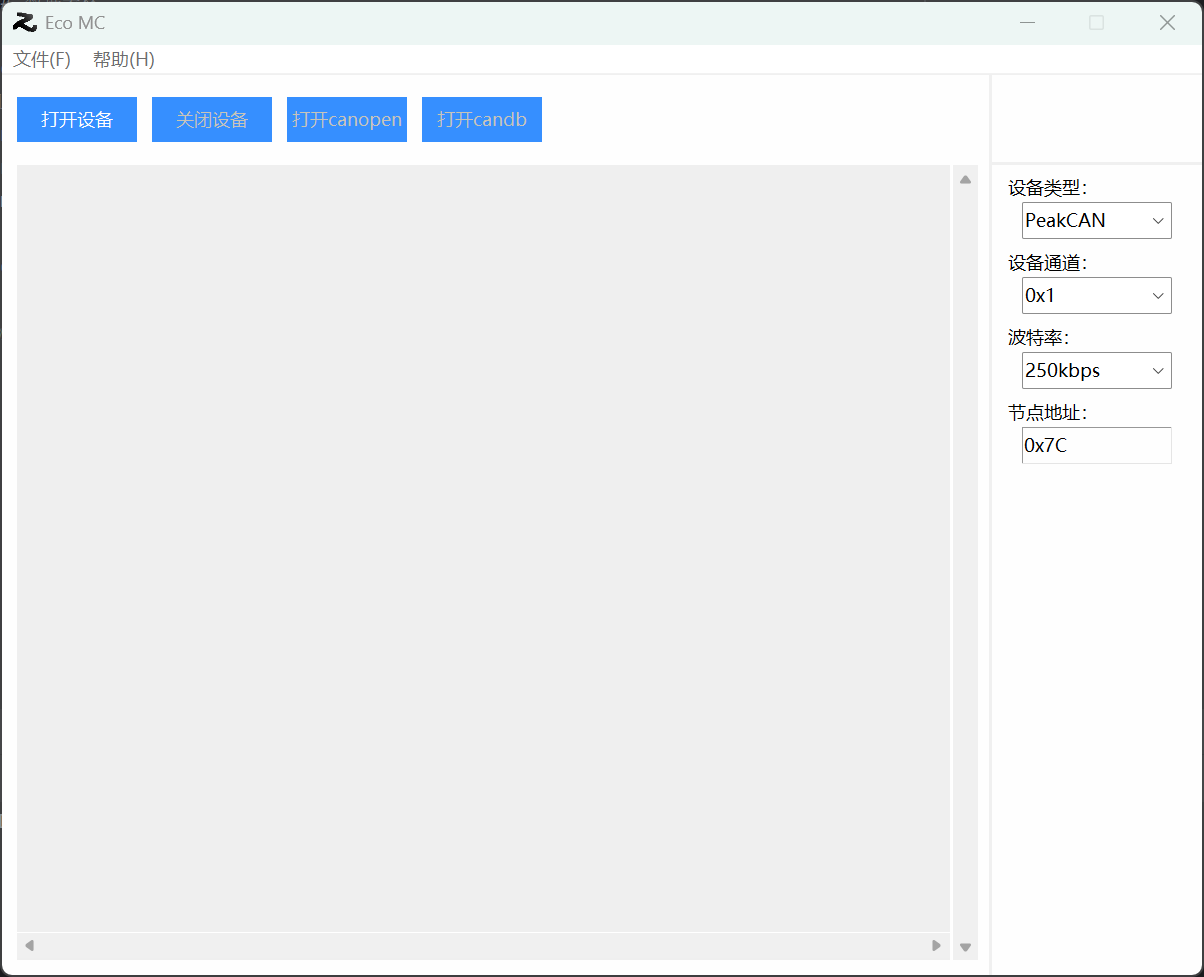 Eco MC
文件(F) 帮助(H)
打开设备 关闭设备 打开canopen 打开candb
设备类型：
PeakCAN
设备通道：
0x1
波特率：
250kbps
节点地址：
0x7C